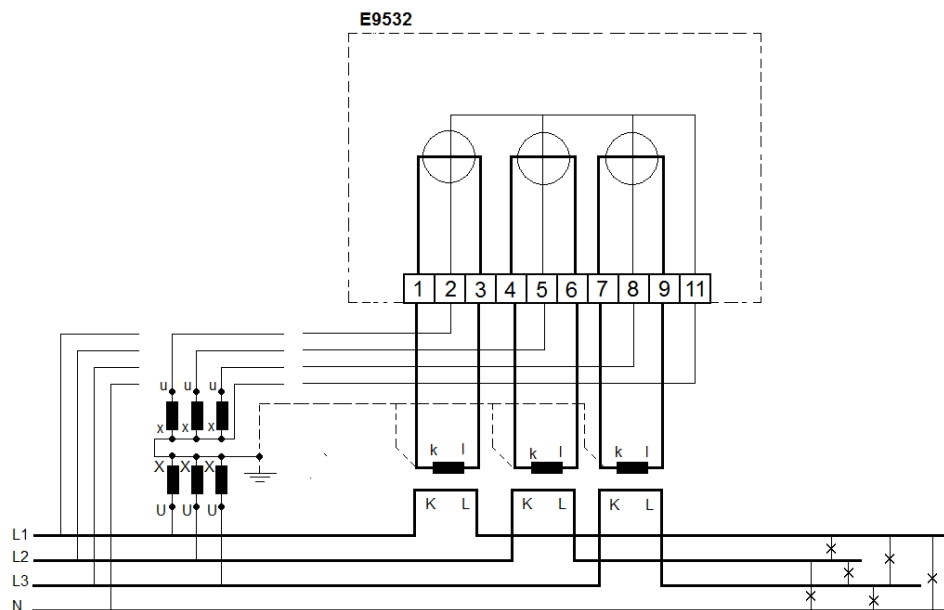 E9532
1 2 3 4 5 6 7 8 9 11
u u u
x x x
k l k l k l
X X X
U U U
K L K L K L
L1
L2
L3
N